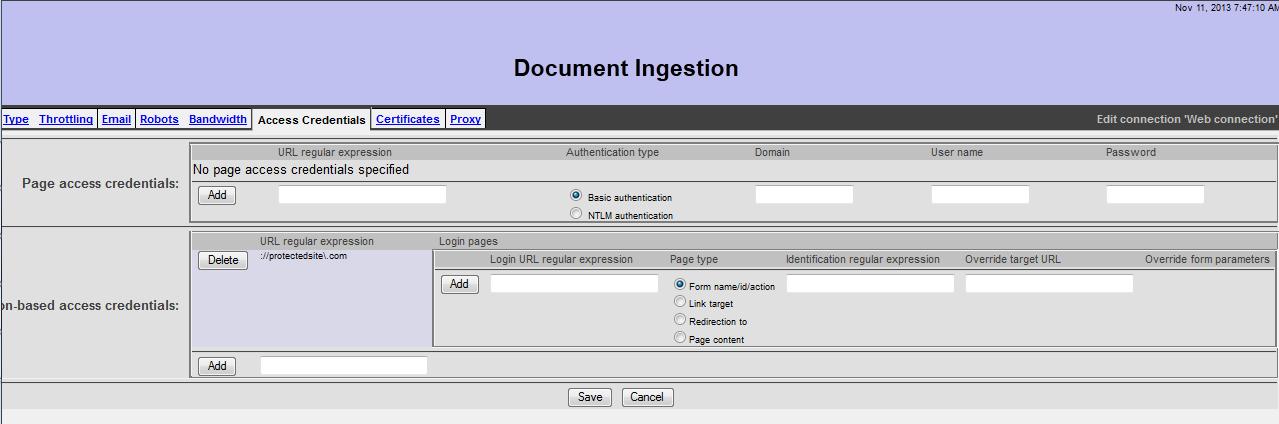 Nov 11, 2013 7:47:10 AM
Document Ingestion
Type Throttling Email Robots Bandwidth Access Credentials Certificates Proxy Edit connection 'Web connection'
URL regular expression Authentication type Domain User name Password
Page access credentials: No page access credentials specified
Add Basic authentication
NTLM authentication
URL regular expression Login pages
Delete ://protectedsite\.com Login URL regular expression Page type Identification regular expression Override target URL Override form parameters
Add Form name/id/action
Link target
on-based access credentials:
Redirection to
Page content
Add
Save Cancel